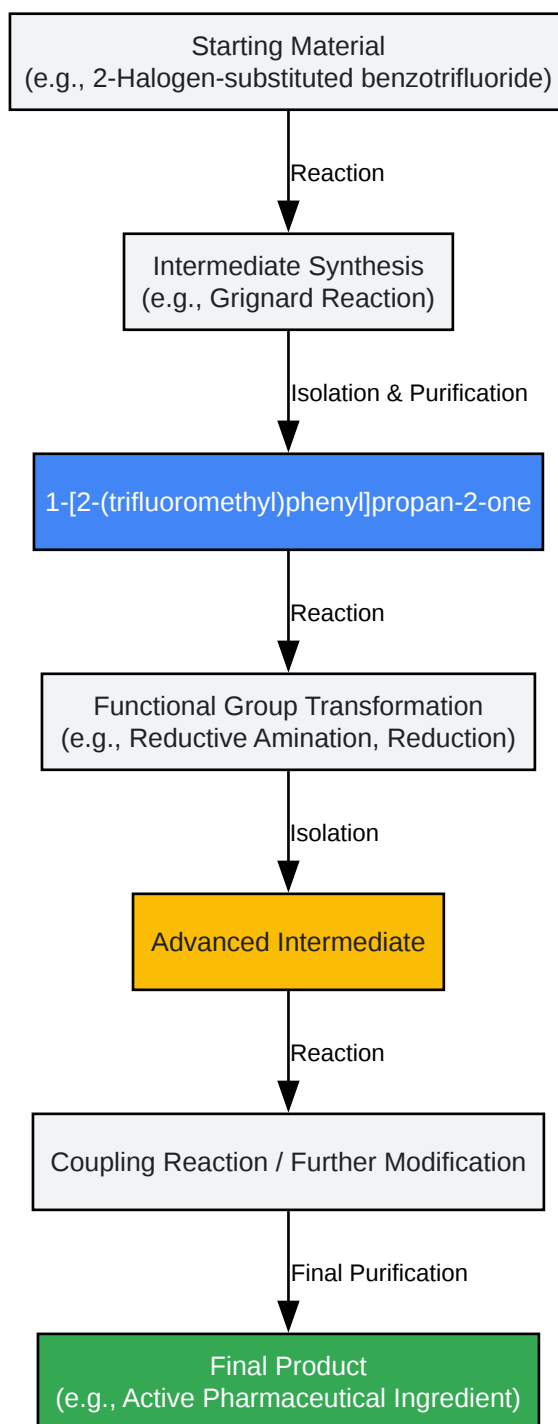 Starting Material
(e.g., 2-Halogen-substituted benzotrifluoride)
Reaction
Intermediate Synthesis
(e.g., Grignard Reaction)
Isolation & Purification
1-[2-(trifluoromethyl)phenyl]propan-2-one
Reaction
Functional Group Transformation
(e.g., Reductive Amination, Reduction)
Isolation
Advanced Intermediate
Reaction
Coupling Reaction / Further Modification
Final Purification
Final Product
(e.g., Active Pharmaceutical Ingredient)